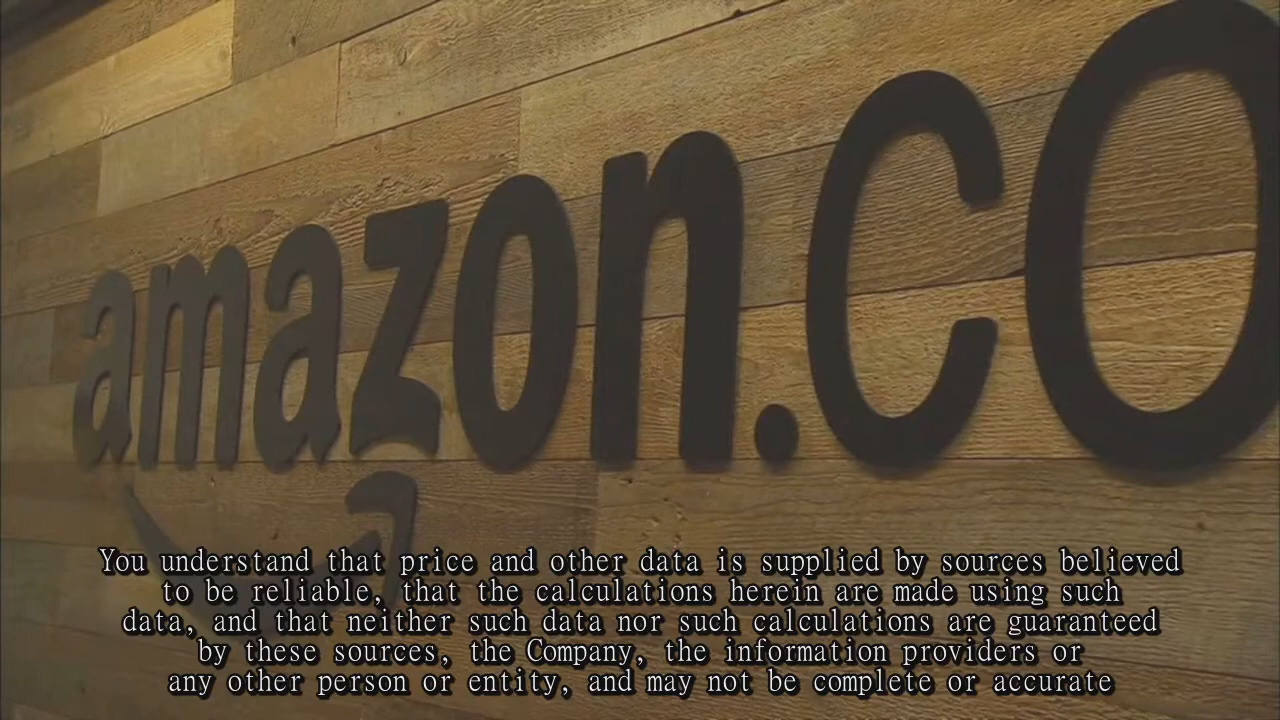 amazon.co
You understand that price and other data is supplied by sources believed
to be reliable, that the calculations herein are made using such
data, and that neither such data nor such calculations are guaranteed
by these sources, the Company, the information providers or
any other person or entity, and may not be complete or accurate